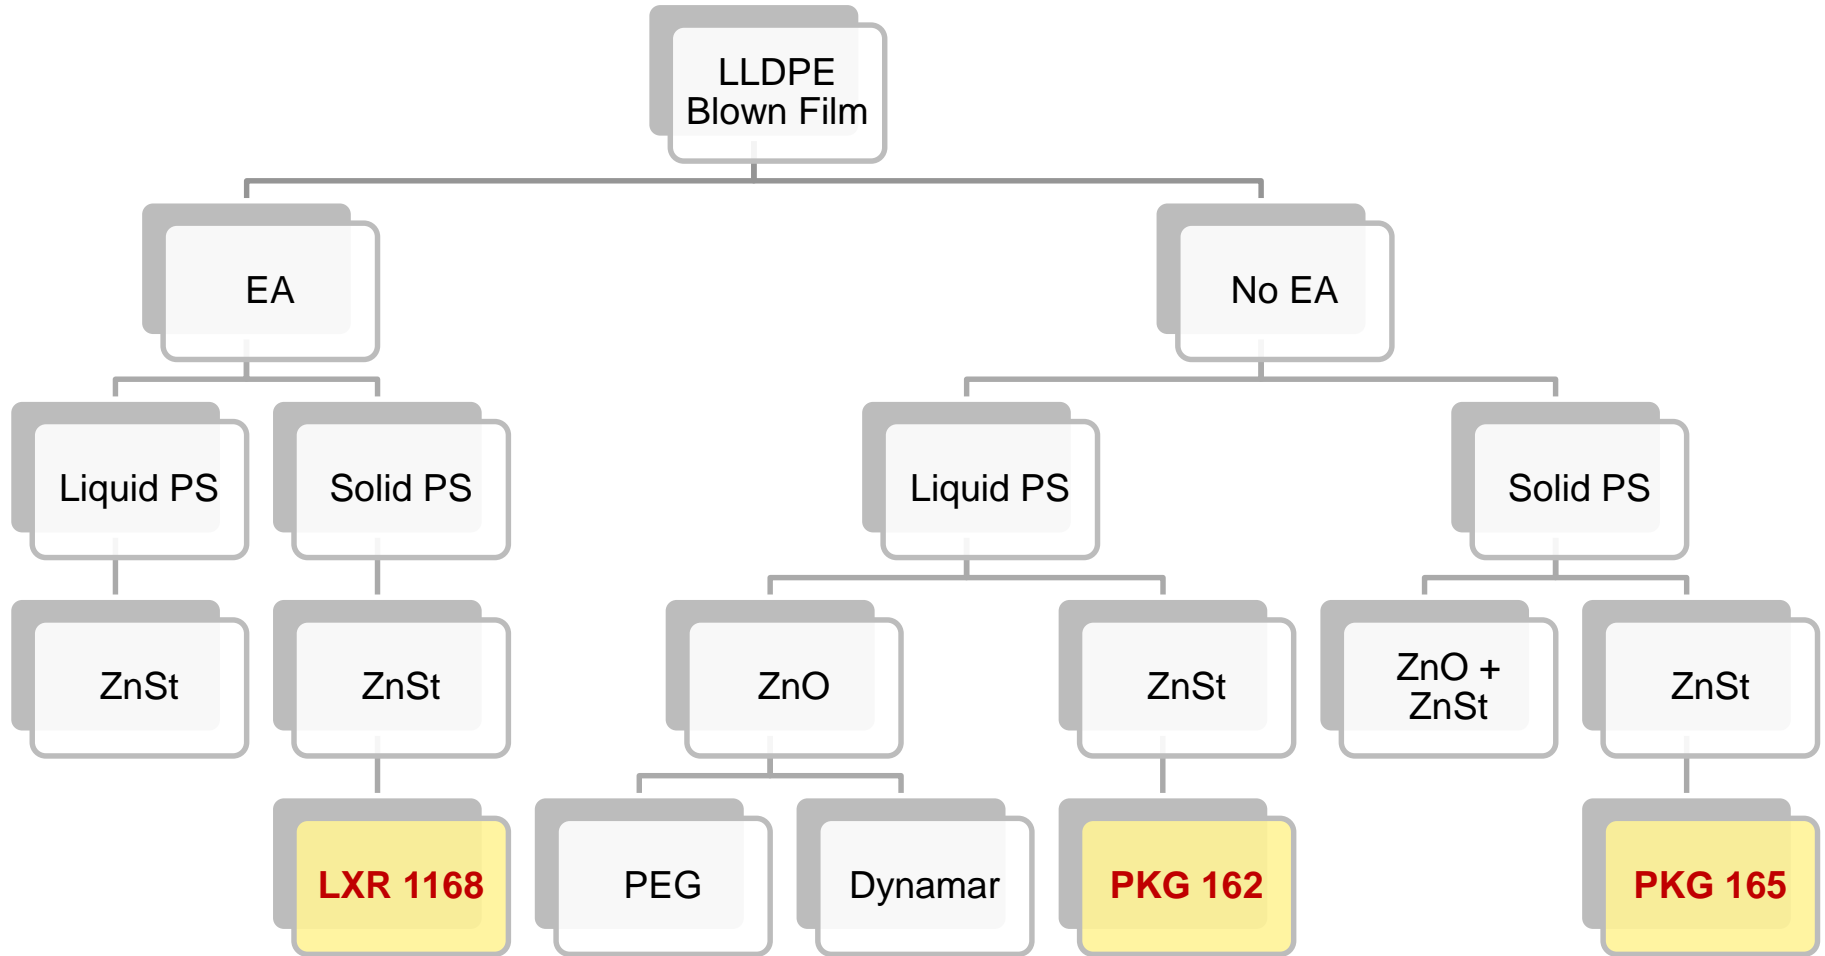 LLDPE
Blown Film
EA
No EA
Liquid PS
Solid PS
Liquid PS
Solid PS
ZnSt
ZnSt
ZnO
ZnSt
ZnO +
ZnSt
ZnSt
LXR 1168
PEG
Dynamar
PKG 162
PKG 165